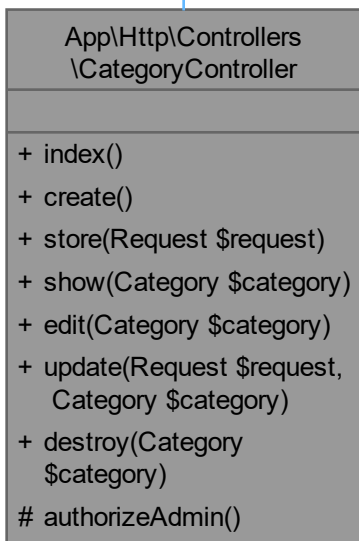 App\Http\Controllers
\CategoryController
+ index()
+ create()
+ store(Request $request)
+ show(Category $category)
+ edit(Category $category)
+ update(Request $request,
Category $category)
+ destroy(Category
$category)
# authorizeAdmin()